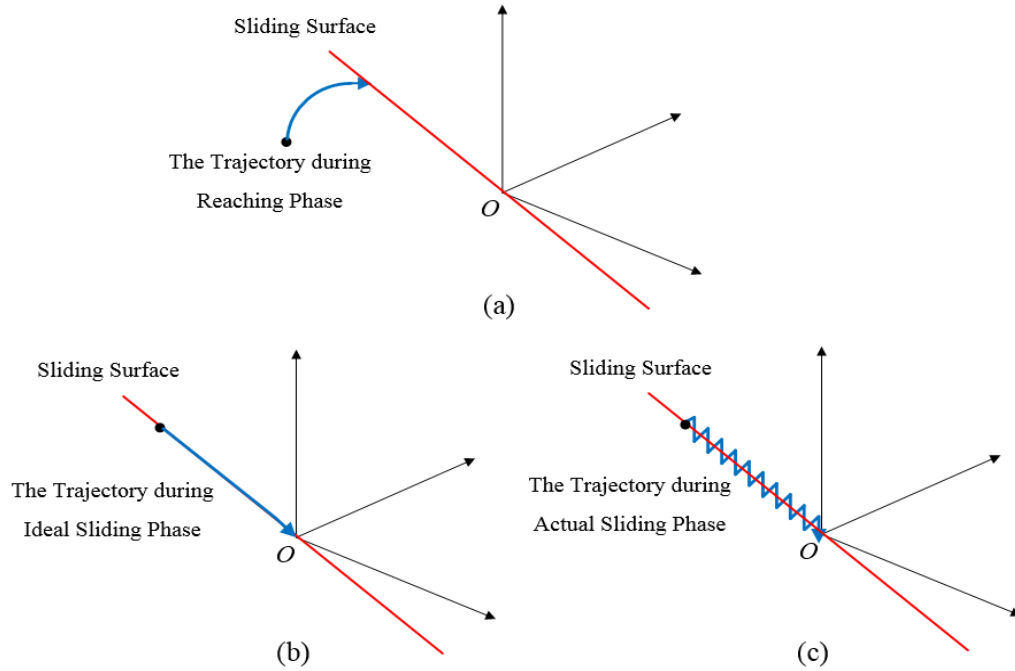 Sliding Surface
The Trajectory during
Reaching Phase
O
(a)
Sliding Surface
The Trajectory during
Ideal Sliding Phase
O
(b)
Sliding Surface
The Trajectory during
Actual Sliding Phase
O
(c)